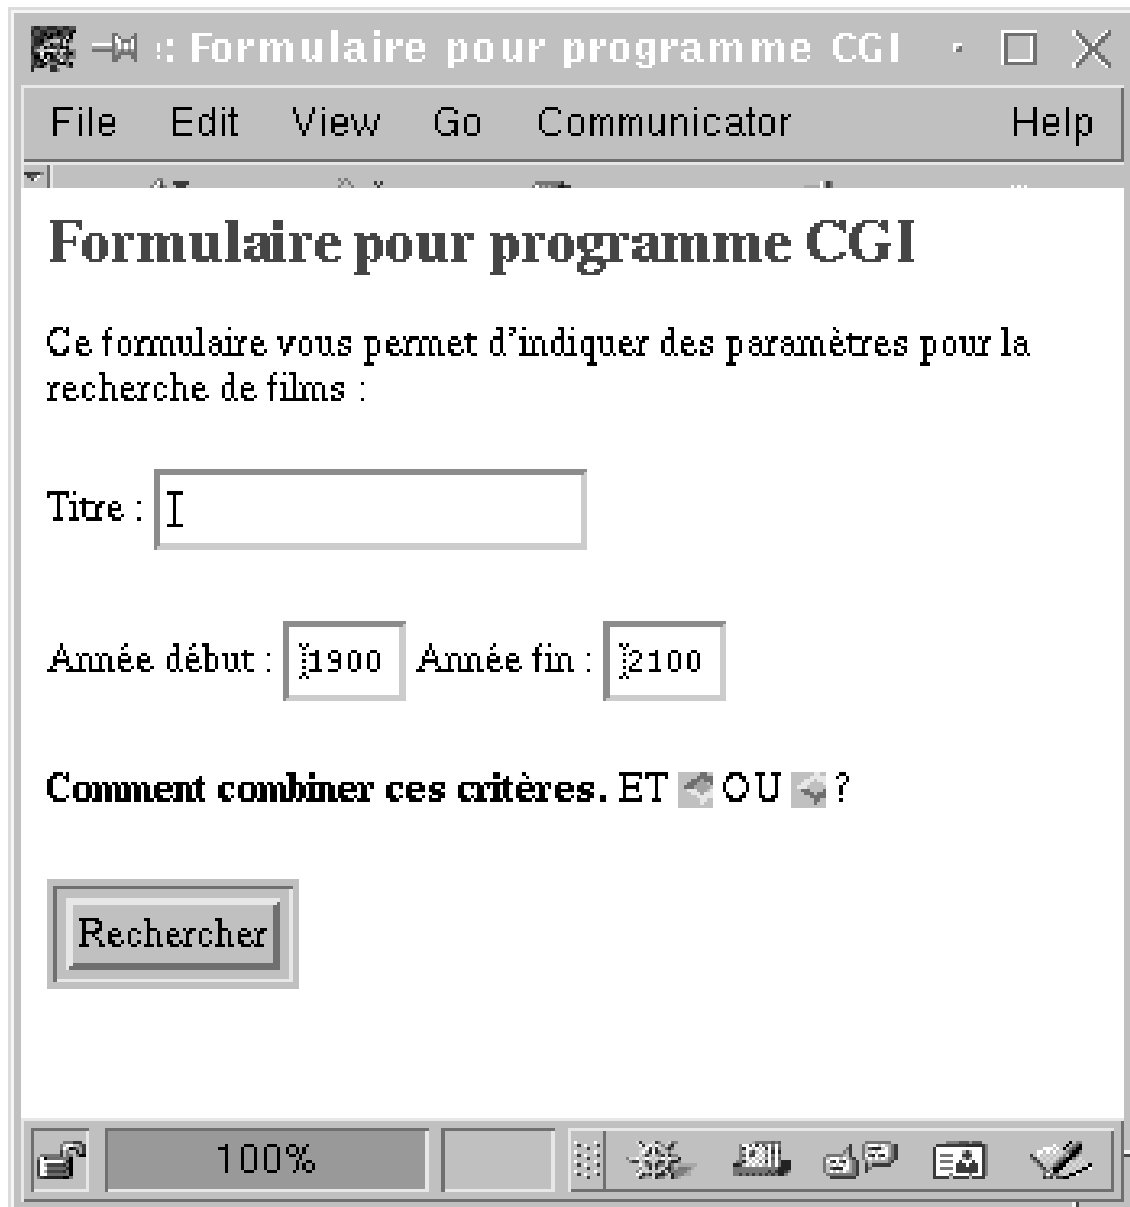 : Formulaire pour programme CGI
File Edit View Go Communicator Help
Formulaire pour programme CGI
Ce formulaire vous permet d'indiquer des paramètres pour la
recherche de films :
Titre :
Année début : 1900 Année fin : 2100
Comment combiner ces critères. ET OU ?
Rechercher
100%